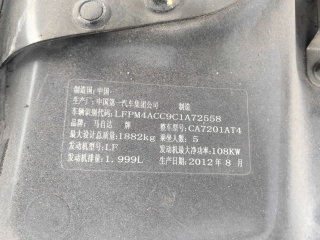 制造国：中国
生产厂：中国第一汽车集团公司 制造
车辆识别代码：LFPM4ACC9C1A72558
品牌：马自达 牌 整车型号：CA7201AT4
最大设计总质量：1882kg 乘坐人数：5
发动机型号：LF 发动机最大净功率：108KW
发动机排量：1.999L 生产日期：2012年8月